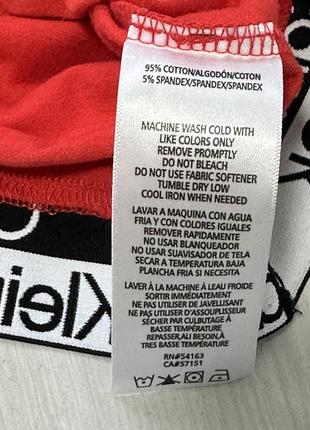 95% COTTON/ALGODÓN/COTON
5% SPANDEX/SPANDEX/SPANDEX
MACHINE WASH COLD WITH
LIKE COLORS ONLY
REMOVE PROMPTLY
DO NOT BLEACH
DO NOT USE FABRIC SOFTENER
TUMBLE DRY LOW
COOL IRON WHEN NEEDED
LAVAR A MAQUINA CON AGUA
FRIA Y CON COLORES IGUALES
REMOVER RAPIDAMENTE
NO USAR BLANQUEADOR
NO USAR SUAVISADOR DE TELA
SECAR A TEMPERATURA BAJA
PLANCHA FRIA SI NECESITA
LAVER À LA MACHINE À L'EAU FROIDE
SORTIR IMMÉDIATEMENT
NE PAS UTILISER D'EAU DE JAVEL
NE PAS UTILISER D'ASSOUPLISSEUR
SÉCHER PAR CULBUTAGE À
BASSE TEMPÉRATURE
REPASSER,AU BESOIN,
TRÈS BASSE TEMPÉRATURE
RN#54163
CA#57151
Klein